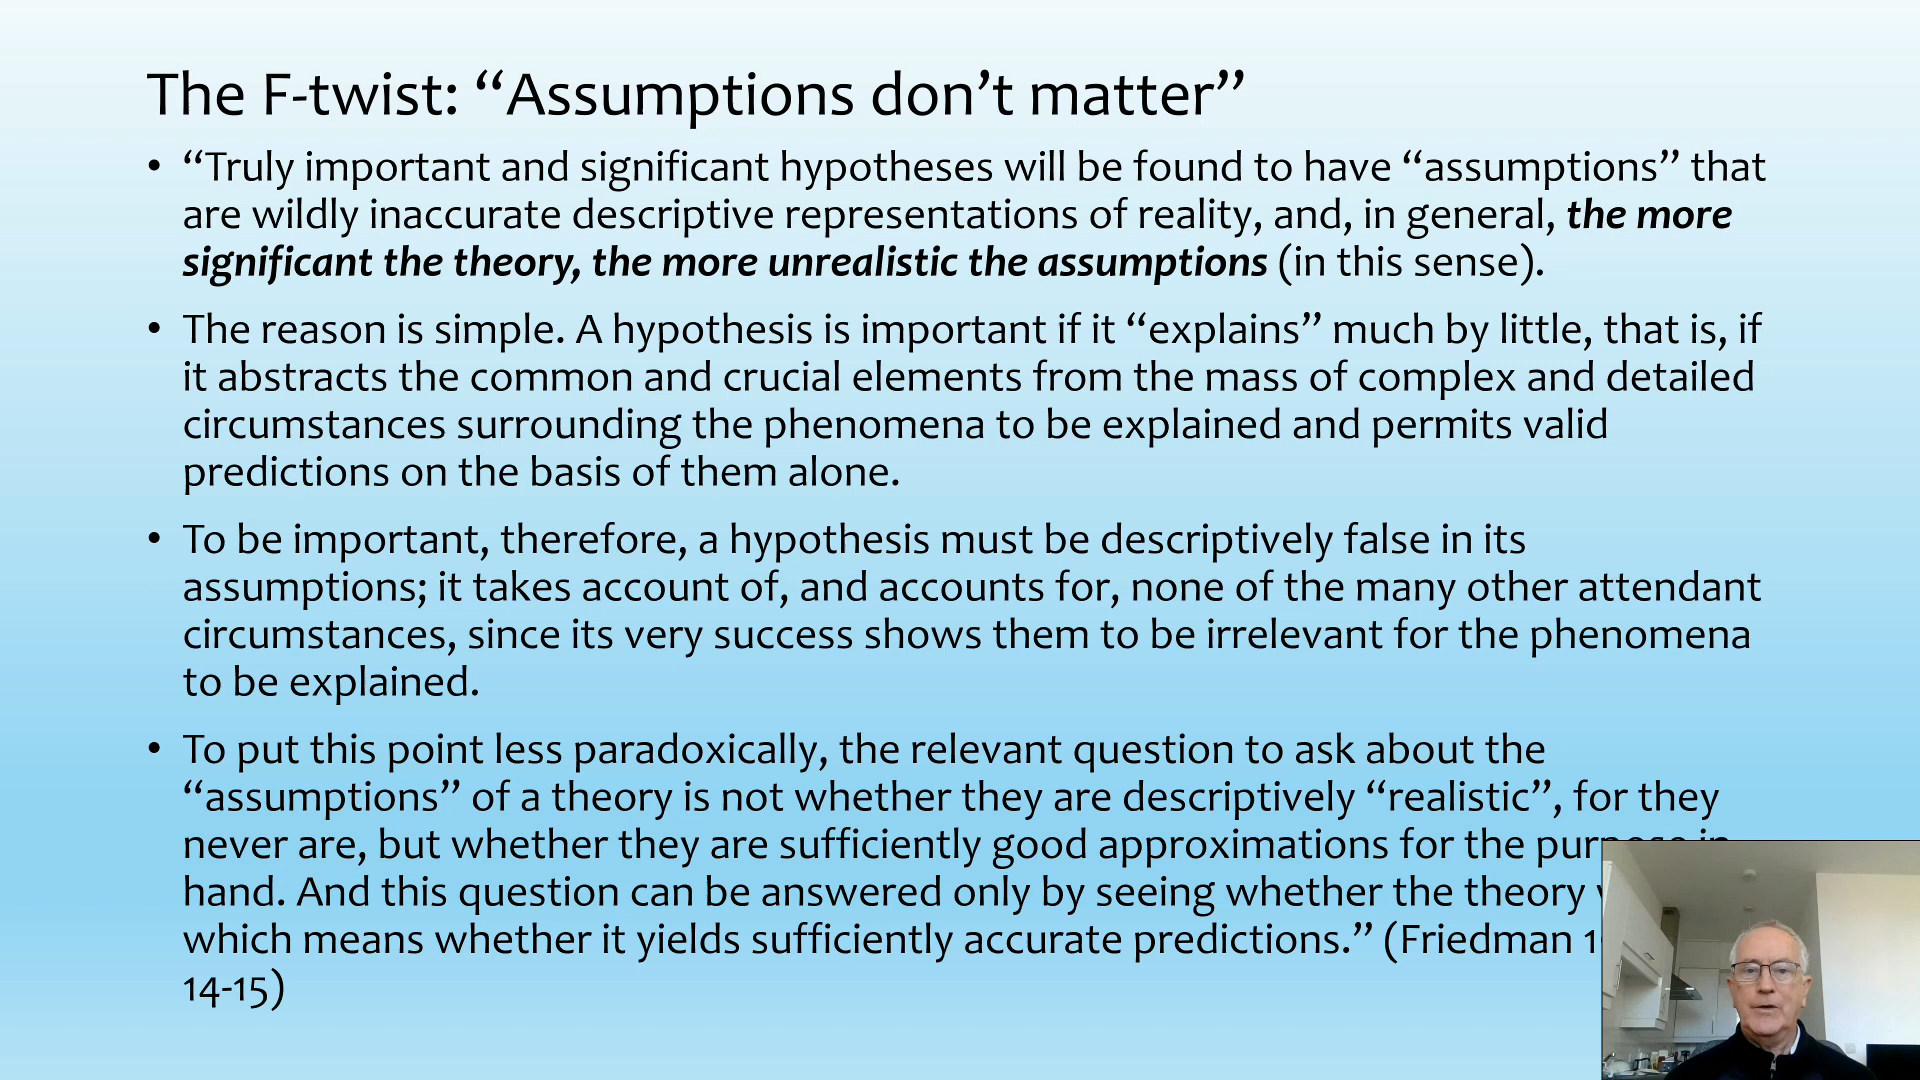 The F-twist: “Assumptions don’t matter”
• “Truly important and significant hypotheses will be found to have “assumptions” that
are wildly inaccurate descriptive representations of reality, and, in general, the more
significant the theory, the more unrealistic the assumptions (in this sense).
• The reason is simple. A hypothesis is important if it “explains” much by little, that is, if
it abstracts the common and crucial elements from the mass of complex and detailed
circumstances surrounding the phenomena to be explained and permits valid
predictions on the basis of them alone.
• To be important, therefore, a hypothesis must be descriptively false in its
assumptions; it takes account of, and accounts for, none of the many other attendant
circumstances, since its very success shows them to be irrelevant for the phenomena
to be explained.
• To put this point less paradoxically, the relevant question to ask about the
“assumptions” of a theory is not whether they are descriptively “realistic”, for they
never are, but whether they are sufficiently good approximations for the purpose in
hand. And this question can be answered only by seeing whether the theory
which means whether it yields sufficiently accurate predictions.” (Friedman
14-15)